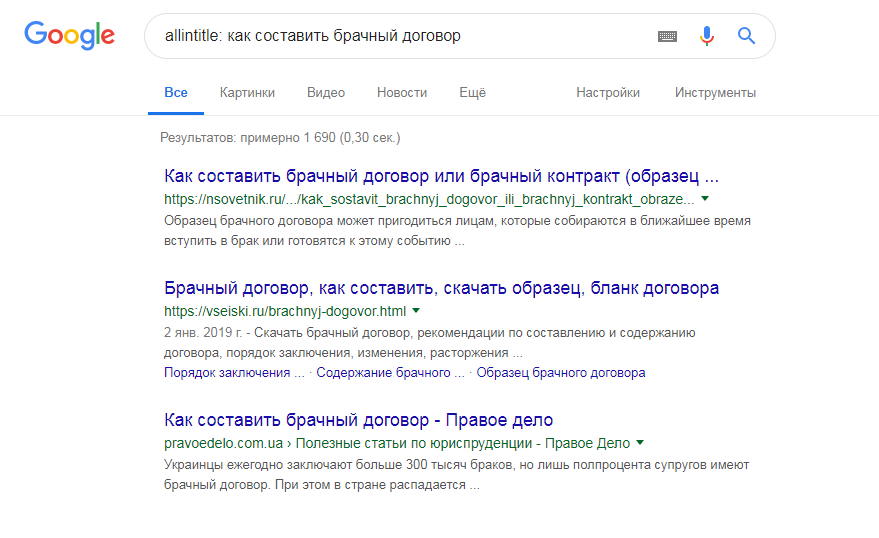 Google
allintitle: как составить брачный договор
Все Картинки Видео Новости Ещё Настройки Инструменты
Результатов: примерно 1 690 (0,30 сек.)
Как составить брачный договор или брачный контракт (образец ...
https://nsovetnik.ru/.../kak_sostavit_brachnyj_dogovor_ili_brachnyj_kontrakt_obraze...
Образец брачного договора может пригодиться лицам, которые собираются в ближайшее время
вступить в брак или готовятся к этому событию ...
Брачный договор, как составить, скачать образец, бланк договора
https://vseiski.ru/brachnyj-dogovor.html
2 янв. 2019 г. - Скачать брачный договор, рекомендации по составлению и содержанию
договора, порядок заключения, изменения, расторжения ...
Порядок заключения ... · Содержание брачного ... · Образец брачного договора
Как составить брачный договор - Правое дело
pravoedelo.com.ua › Полезные статьи по юриспруденции - Правое Дело
Украинцы ежегодно заключают больше 300 тысяч браков, но лишь полпроцента супругов имеют
брачный договор. При этом в стране распадается ...